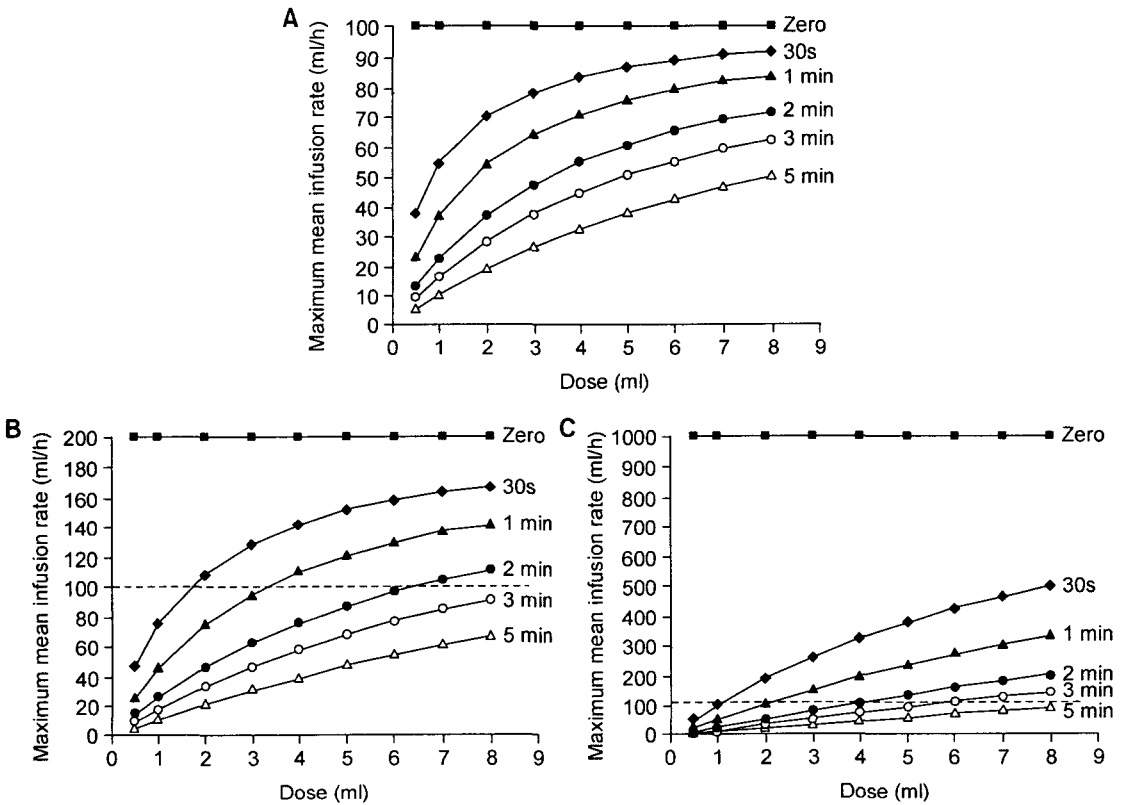 A
Maximum mean infusion rate (ml/h)
100
90
80
70
60
50
40
30
20
10
0
Zero
30s
1 min
2 min
3 min
5 min
0 1 2 3 4 5 6 7 8 9
Dose (ml)
B
Maximum mean infusion rate (ml/h)
200
180
160
140
120
100
80
60
40
20
0
Zero
30s
1 min
2 min
3 min
5 min
0 1 2 3 4 5 6 7 8 9
Dose (ml)
C
Maximum mean infusion rate (ml/h)
1000
900
800
700
600
500
400
300
200
100
0
Zero
30s
1 min
2 min
3 min
5 min
0 1 2 3 4 5 6 7 8 9
Dose (ml)